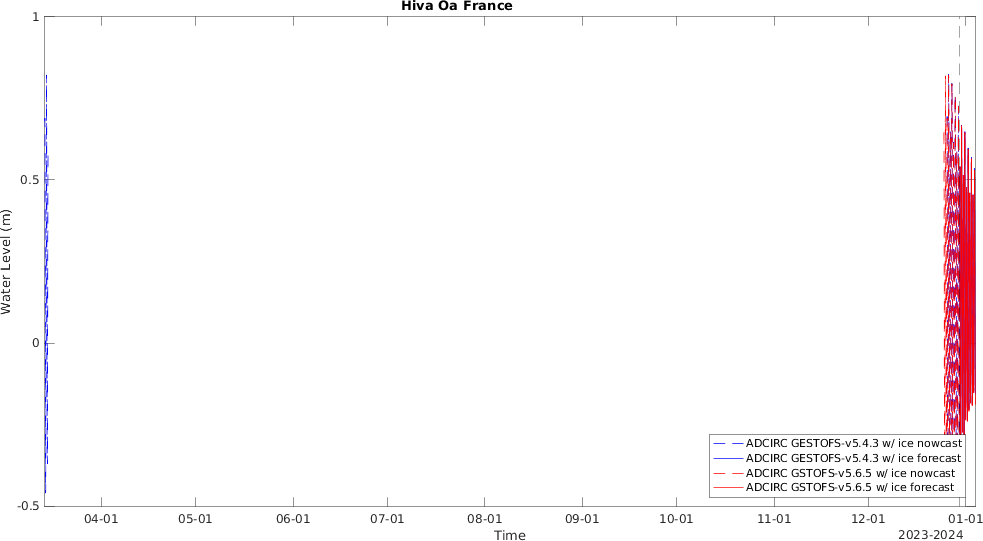 Hiva Oa France
1
0.5
0
-0.5
Water Level (m)
ADCIRC GESTOFS-v5.4.3 w/ ice nowcast
ADCIRC GESTOFS-v5.4.3 w/ ice forecast
ADCIRC GSTOFS-v5.6.5 w/ ice nowcast
ADCIRC GSTOFS-v5.6.5 w/ ice forecast
04-01 05-01 06-01 07-01 08-01 09-01 10-01 11-01 12-01 01-01
Time
2023-2024